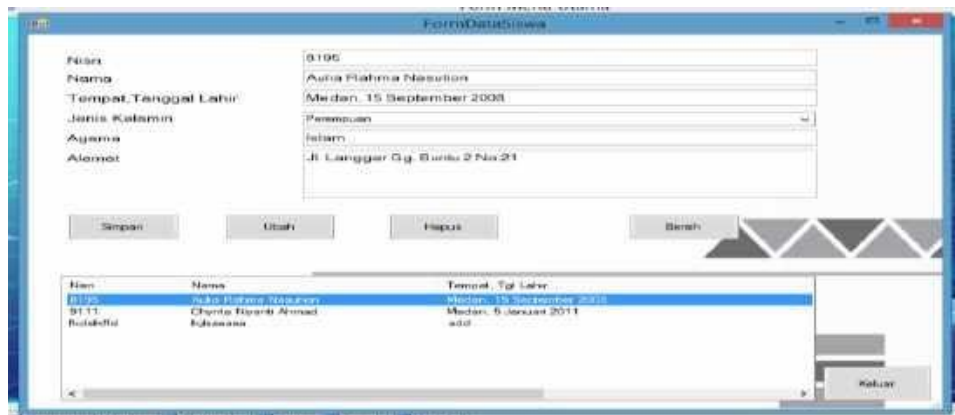 FormDataSiswa
Nisn 8195
Nama Aulia Rahma Nasution
Tempat,Tanggal Lahir Medan, 15 September 2008
Jenis Kelamin Perempuan
Agama Islam
Alamat Jl. Langgar Gg. Buntu 2 No.21
Simpan Ubah Hapus Bersih
Nisn Nama Tempat, Tgl Lahir
8195 Aulia Rahma Nasution Medan, 15 September 2008
9111 Ahmad Medan, 5 Januari 2011
add
Keluar